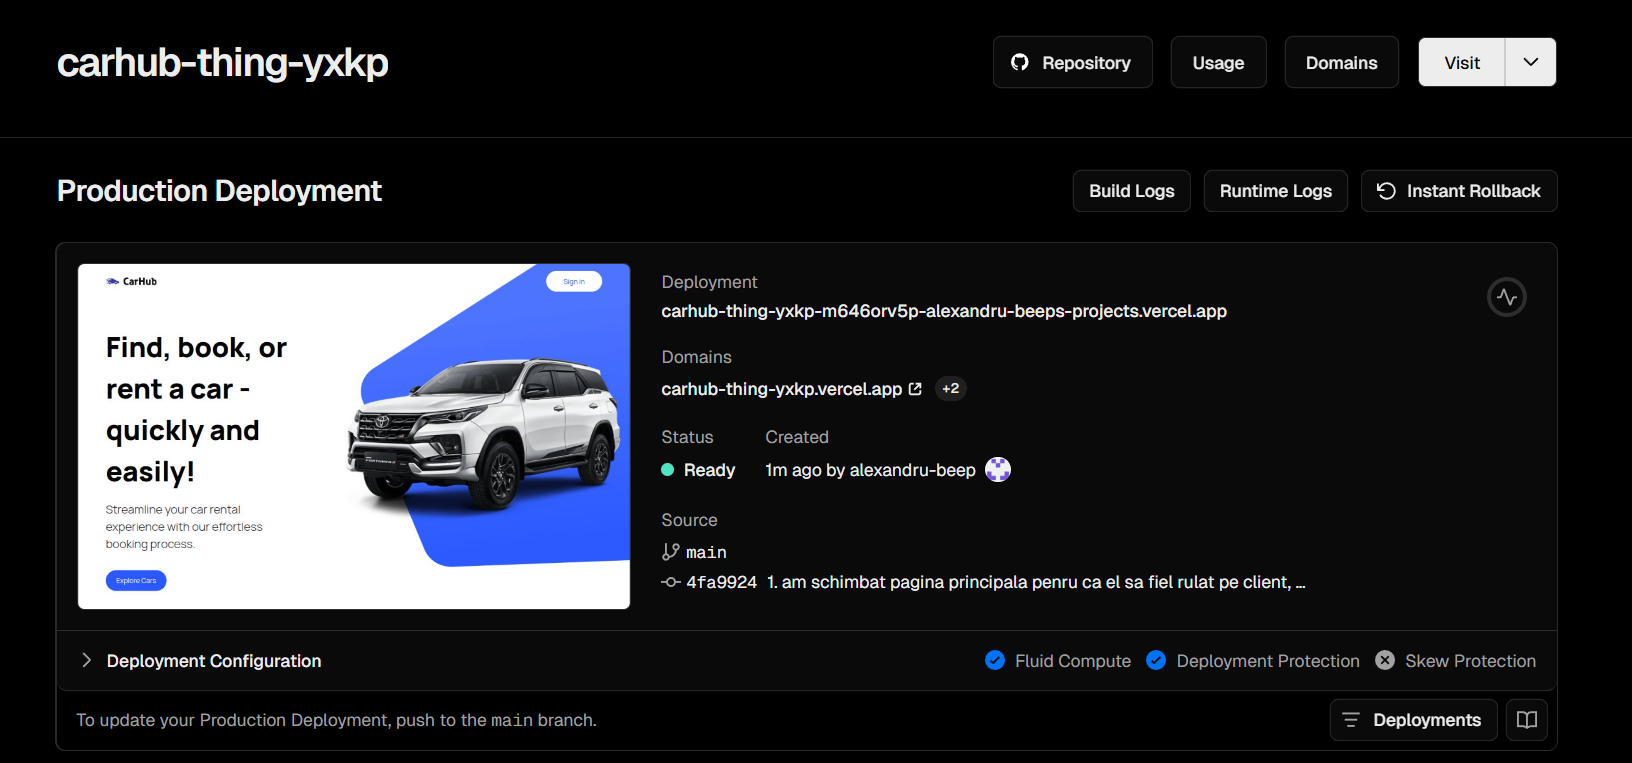 carhub-thing-yxkp
Repository
Usage
Domains
Visit
Production Deployment
Build Logs
Runtime Logs
Instant Rollback
CarHub
Sign in
Find, book, or
rent a car -
quickly and
easily!
Streamline your car rental
experience with our effortless
booking process.
Explore Cars
Deployment
carhub-thing-yxkp-m646orv5p-alexandru-beeps-projects.vercel.app
Domains
carhub-thing-yxkp.vercel.app +2
Status
Created
Ready
1m ago by alexandru-beep
Source
main
4fa9924 1. am schimbat pagina principala penru ca el sa fiel rulat pe client, ...
Deployment Configuration
Fluid Compute
Deployment Protection
Skew Protection
To update your Production Deployment, push to the main branch.
Deployments